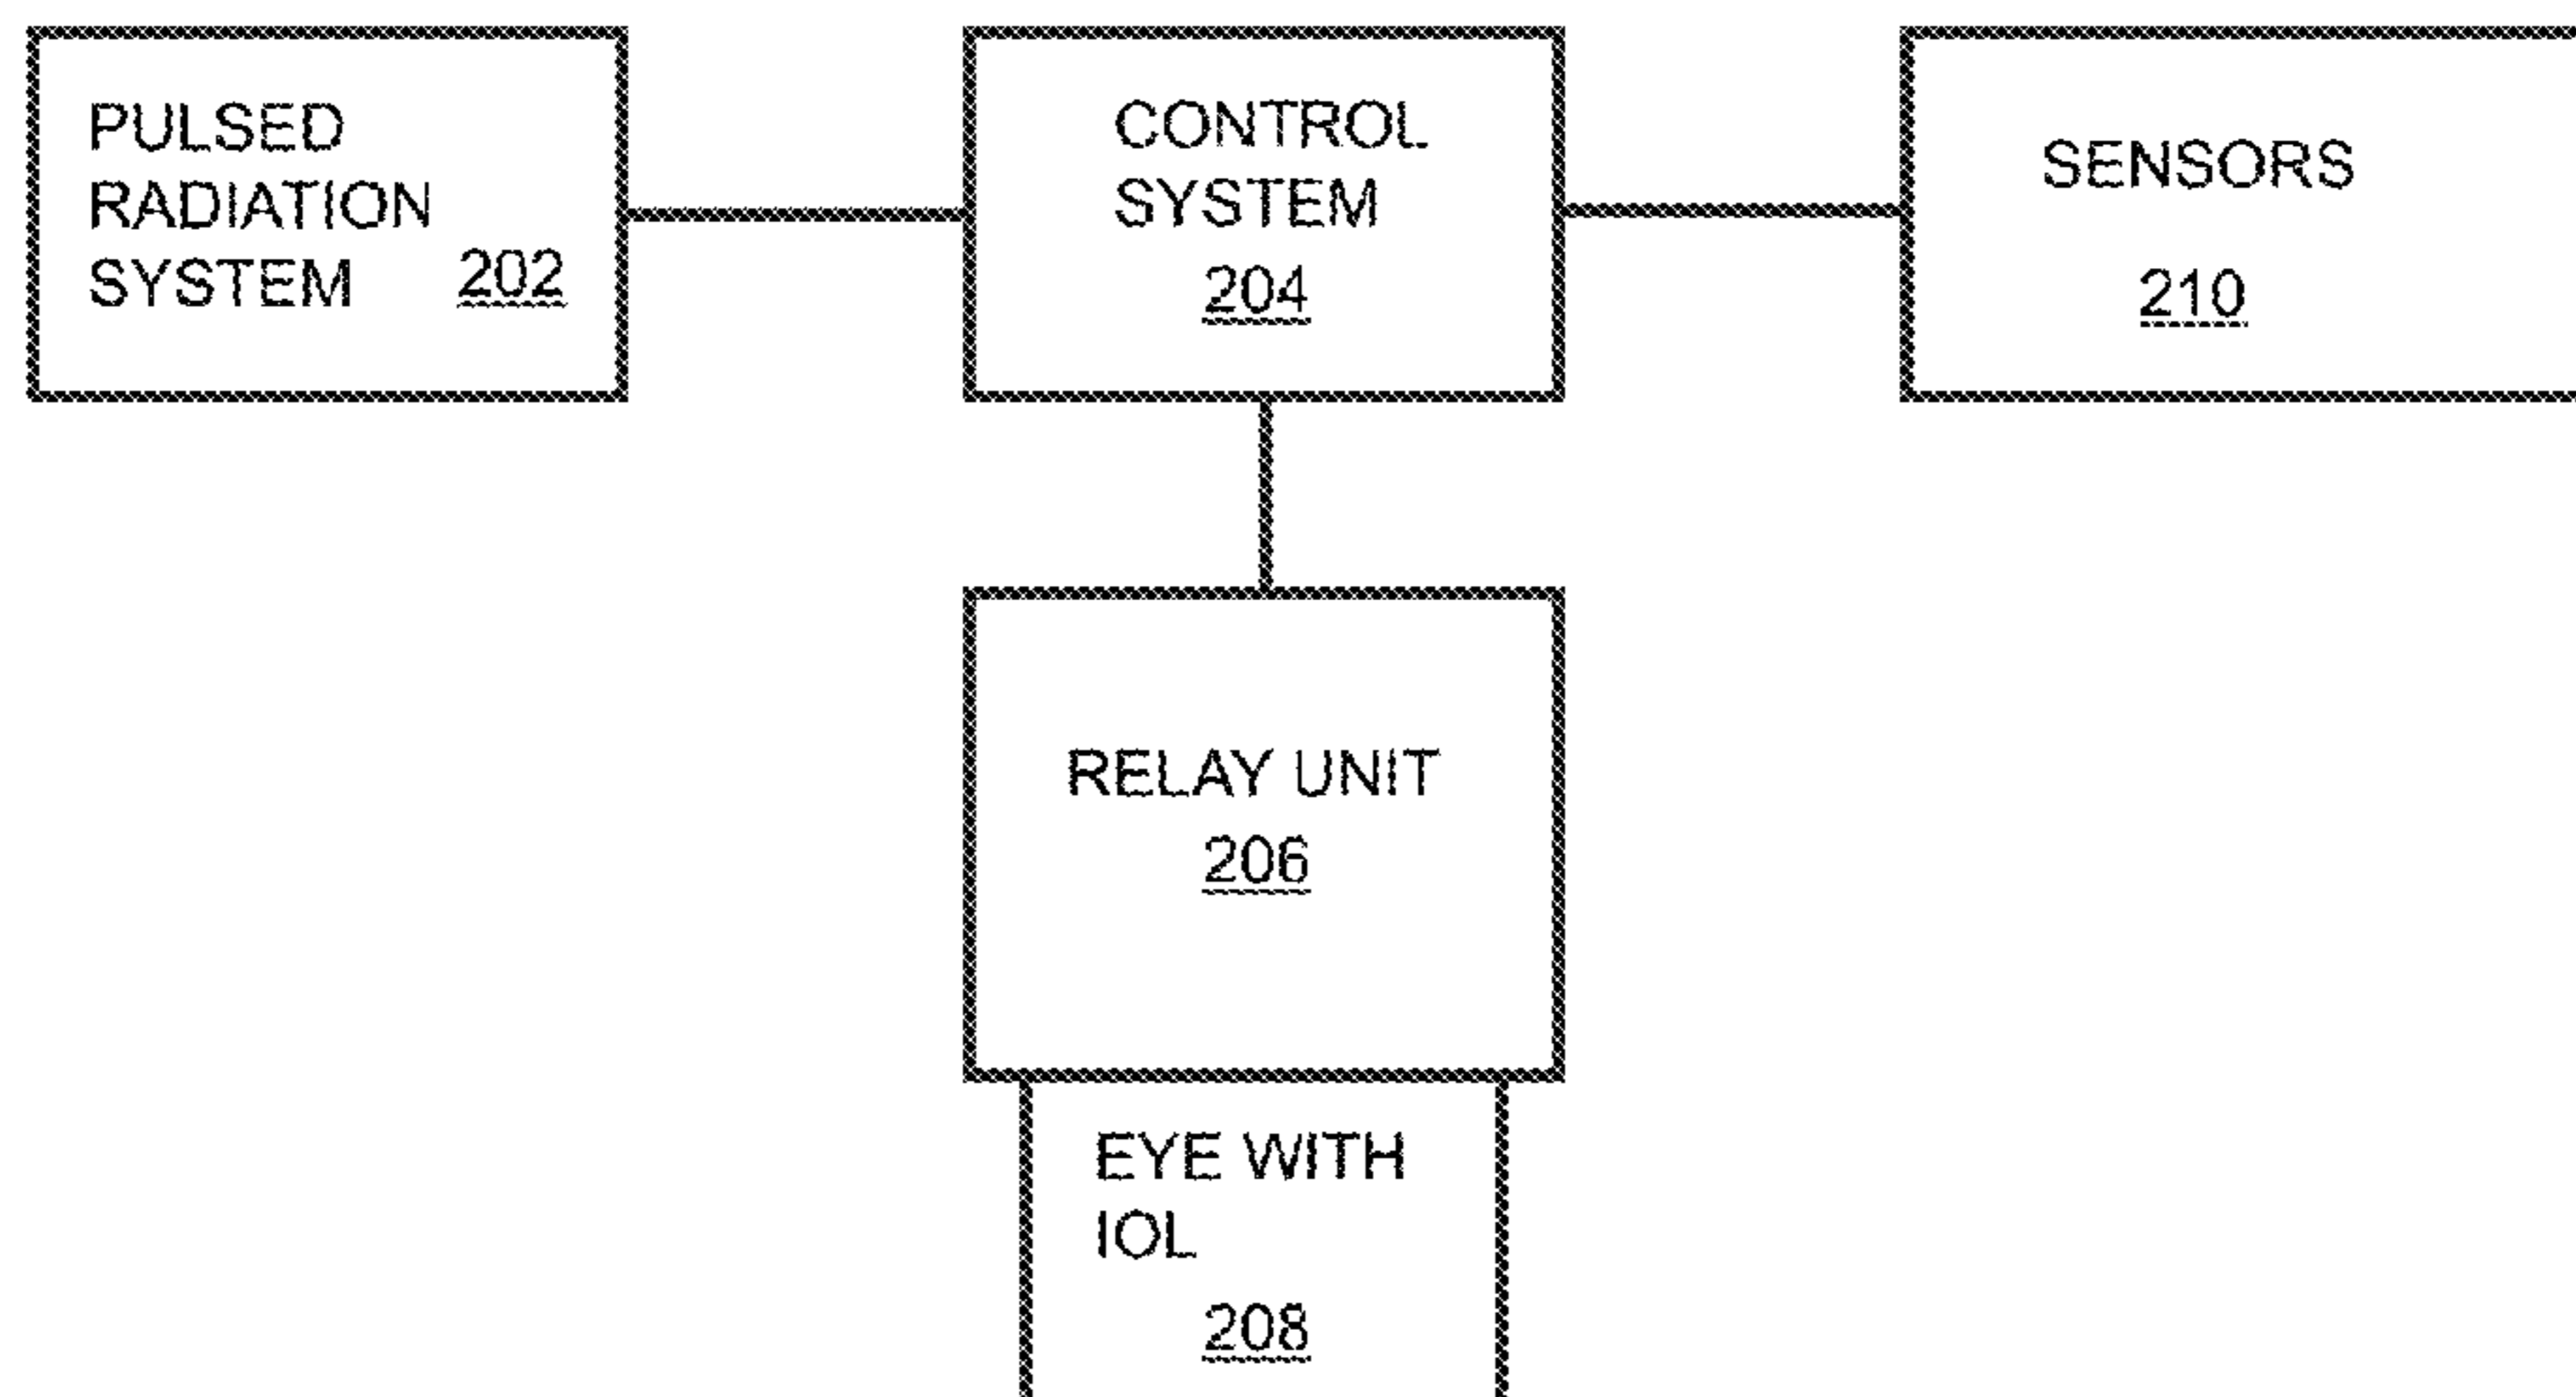 PULSED
RADIATION
SYSTEM 202
CONTROL
SYSTEM
204
SENSORS
210
RELAY UNIT
206
EYE WITH
IOL
208